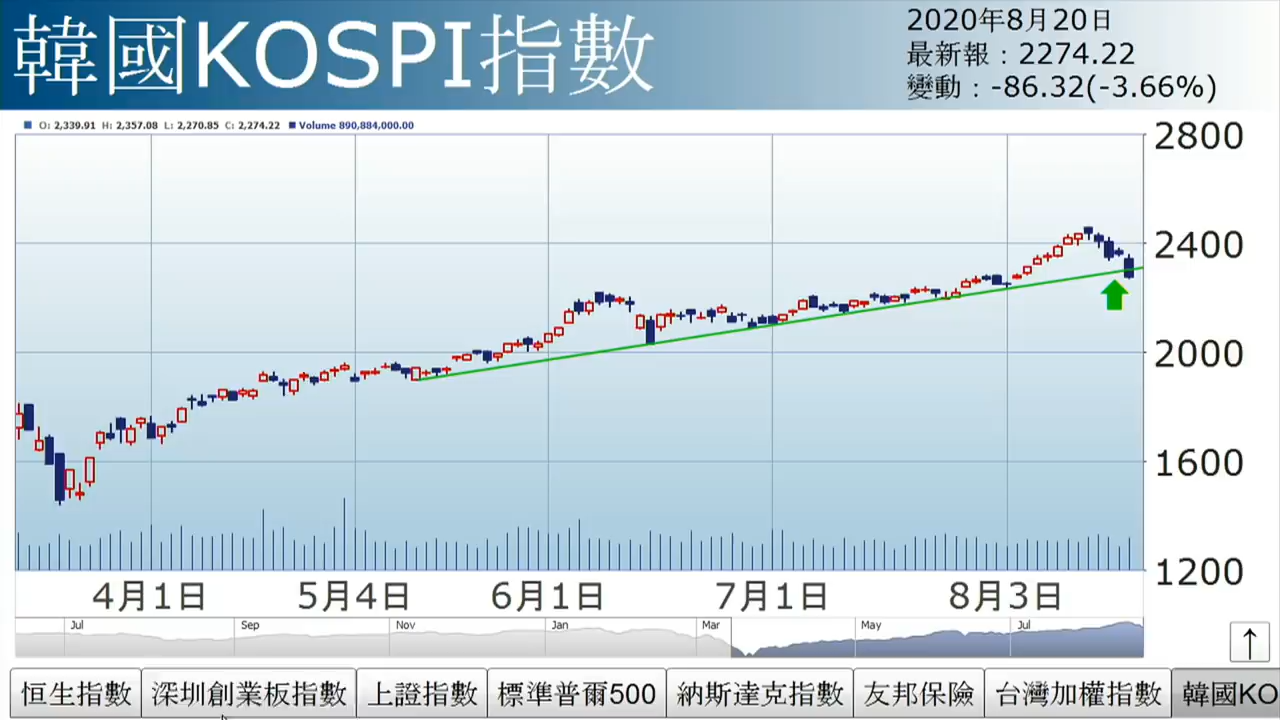 韓國KOSPI指數
2020年8月20日
最新報：2274.22
變動：-86.32(-3.66%)
O: 2,339.91 H: 2,357.08 L: 2,270.85 C: 2,274.22 Volume 890,884,000.00
2800
2400
2000
1600
1200
4月1日 5月4日 6月1日 7月1日 8月3日
Jul Sep Nov Jan Mar May Jul
↑
恒生指數 深圳創業板指數 上證指數 標準普爾500 納斯達克指數 友邦保險 台灣加權指數 韓國KO